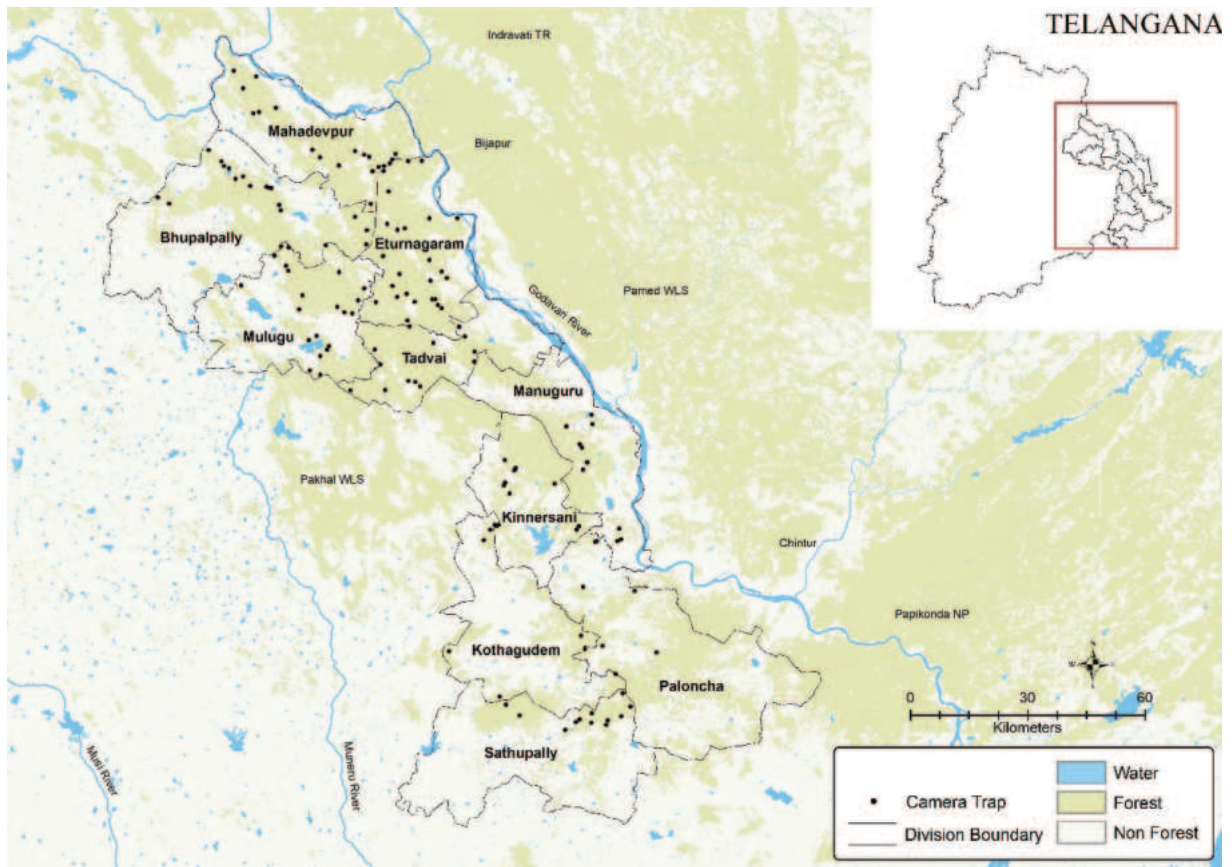 TELANGANA
Indravati TR
Mahadevpur
Bijapur
Bhupalpally
Eturnagaram
Pamed WLS
Godavari River
Mulugu
Tadvai
Manuguru
Pakhal WLS
Kinnersani
Chintur
Papikonda NP
Kothagudem
Paloncha
W
0 30 60
Kilometers
Sathupally
Musi River
Muneru River
Camera Trap
Division Boundary
Water
Forest
Non Forest